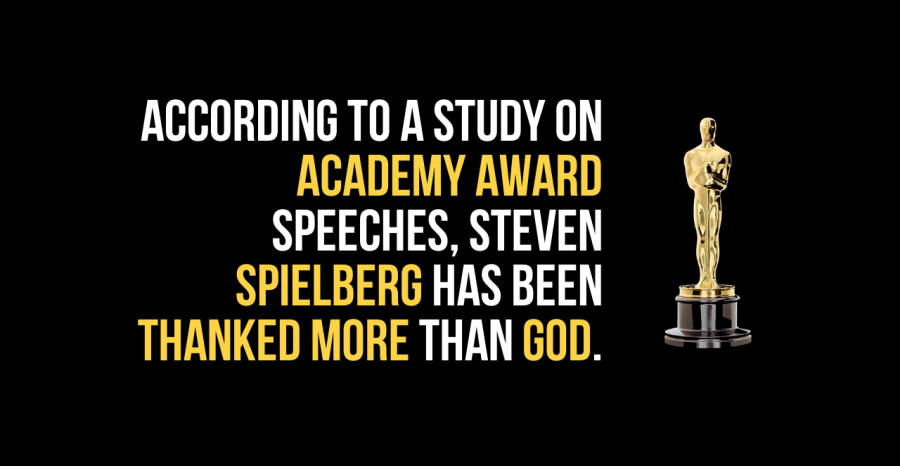 ACCORDING TO A STUDY ON
ACADEMY AWARD
SPEECHES, STEVEN
SPIELBERG HAS BEEN
THANKED MORE THAN GOD.